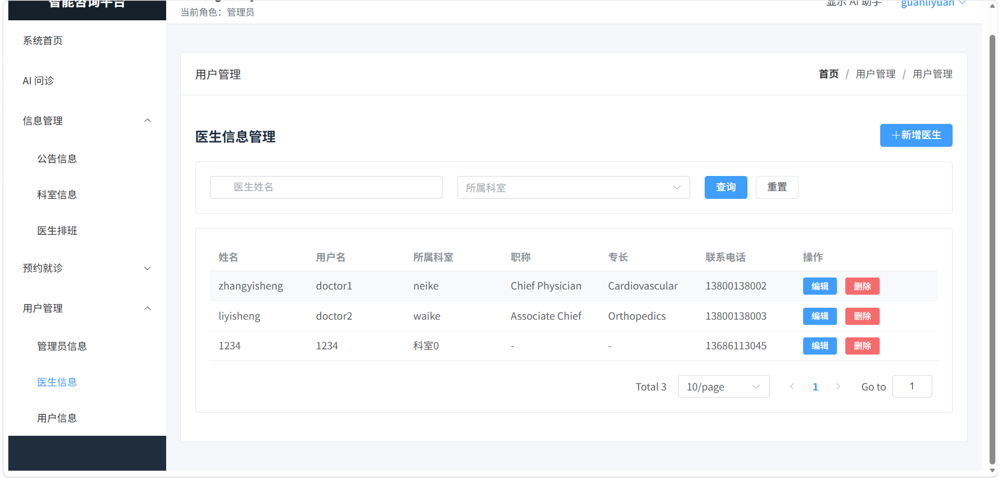 智能咨询平台
当前角色：管理员
显示 AI 助手
guanliyuan
系统首页
AI 问诊
信息管理
公告信息
科室信息
医生排班
预约就诊
用户管理
管理员信息
医生信息
用户信息
用户管理
首页 / 用户管理 / 用户管理
医生信息管理
+新增医生
医生姓名
所属科室
查询
重置
姓名 用户名 所属科室 职称 专长 联系电话 操作
zhangyisheng doctor1 neike Chief Physician Cardiovascular 13800138002 编辑 删除
liyisheng doctor2 waike Associate Chief Orthopedics 13800138003 编辑 删除
1234 1234 科室0 - - 13686113045 编辑 删除
Total 3 10/page 1 Go to 1